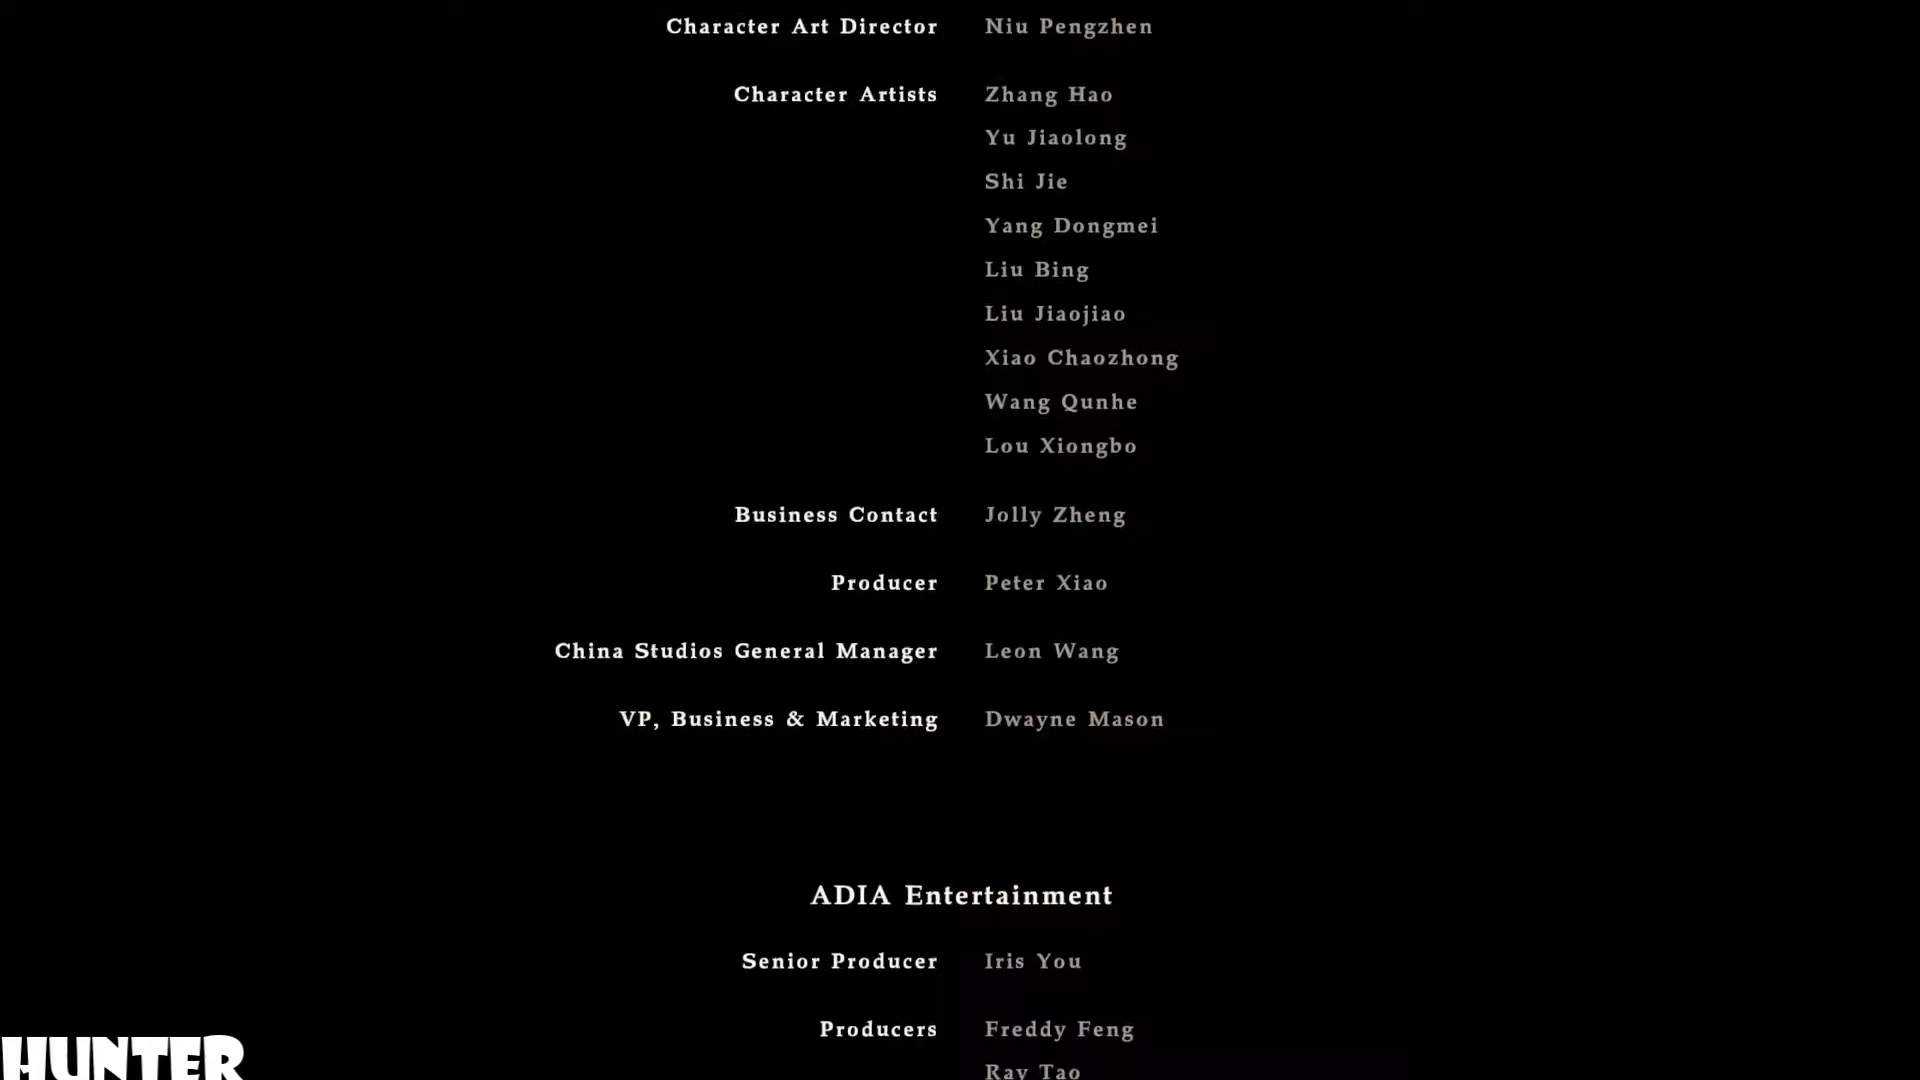 Character Art Director Niu Pengzhen
Character Artists Zhang Hao
Yu Jiaolong
Shi Jie
Yang Dongmei
Liu Bing
Liu Jiaojiao
Xiao Chaozhong
Wang Qunhe
Lou Xiongbo
Business Contact Jolly Zheng
Producer Peter Xiao
China Studios General Manager Leon Wang
VP, Business & Marketing Dwayne Mason
ADIA Entertainment
Senior Producer Iris You
Producers Freddy Feng
Ray Tao
HUNTER